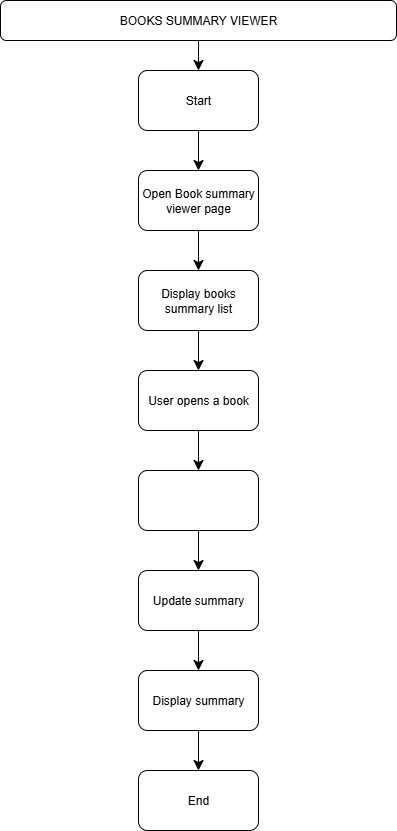 BOOKS SUMMARY VIEWER
Start
Open Book summary
viewer page
Display books
summary list
User opens a book
Update summary
Display summary
End